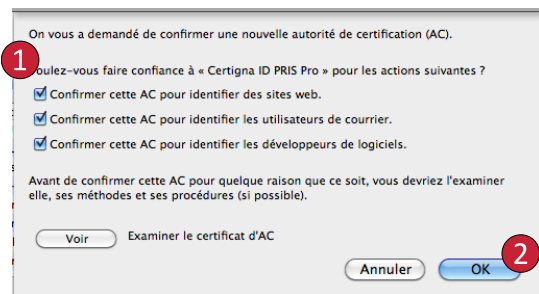 On vous a demandé de confirmer une nouvelle autorité de certification (AC).
1
Voulez-vous faire confiance à « Certigna ID PRIS Pro » pour les actions suivantes ?
Confirmer cette AC pour identifier des sites web.
Confirmer cette AC pour identifier les utilisateurs de courrier.
Confirmer cette AC pour identifier les développeurs de logiciels.
Avant de confirmer cette AC pour quelque raison que ce soit, vous devriez l'examiner
elle, ses méthodes et ses procédures (si possible).
Voir Examiner le certificat d'AC
2
Annuler OK